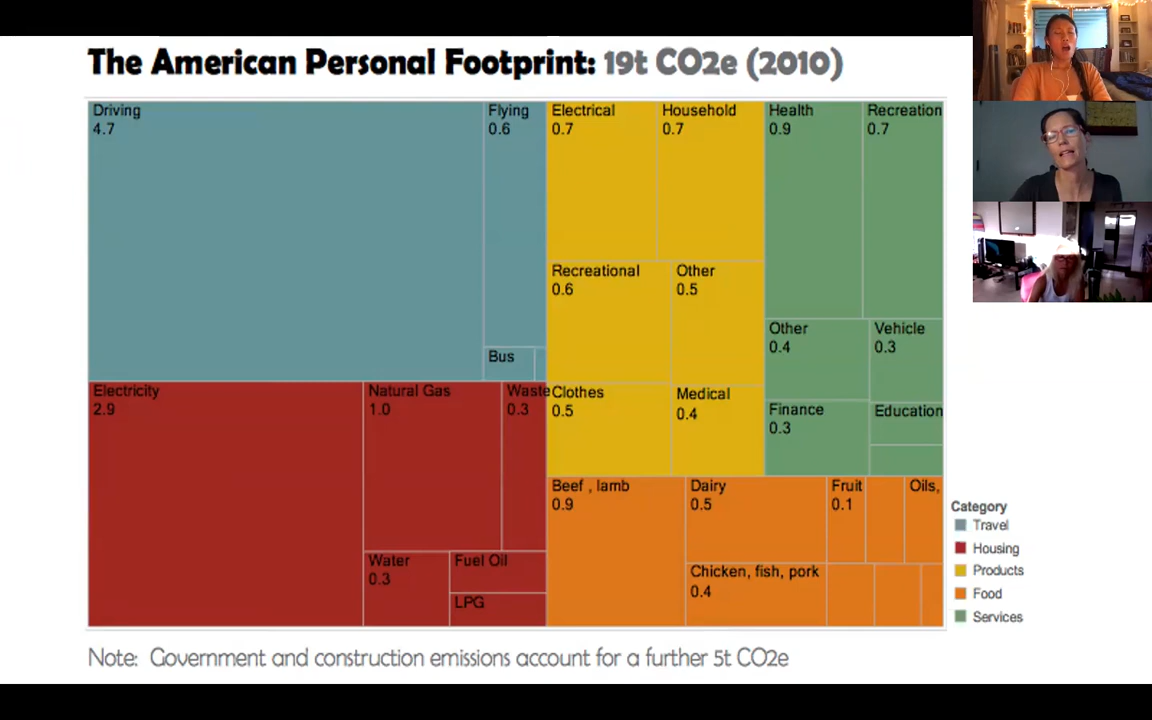 The American Personal Footprint: 19t CO2e (2010)
Driving
4.7
Flying
0.6
Bus
Electrical
0.7
Household
0.7
Recreational
0.6
Other
0.5
Clothes
0.5
Medical
0.4
Health
0.9
Recreation
0.7
Other
0.4
Vehicle
0.3
Finance
0.3
Education
Electricity
2.9
Natural Gas
1.0
Waste
0.3
Water
0.3
Fuel Oil
LPG
Beef , lamb
0.9
Dairy
0.5
Fruit
0.1
Oils,
Chicken, fish, pork
0.4
Category
Travel
Housing
Products
Food
Services
Note: Government and construction emissions account for a further 5t CO2e